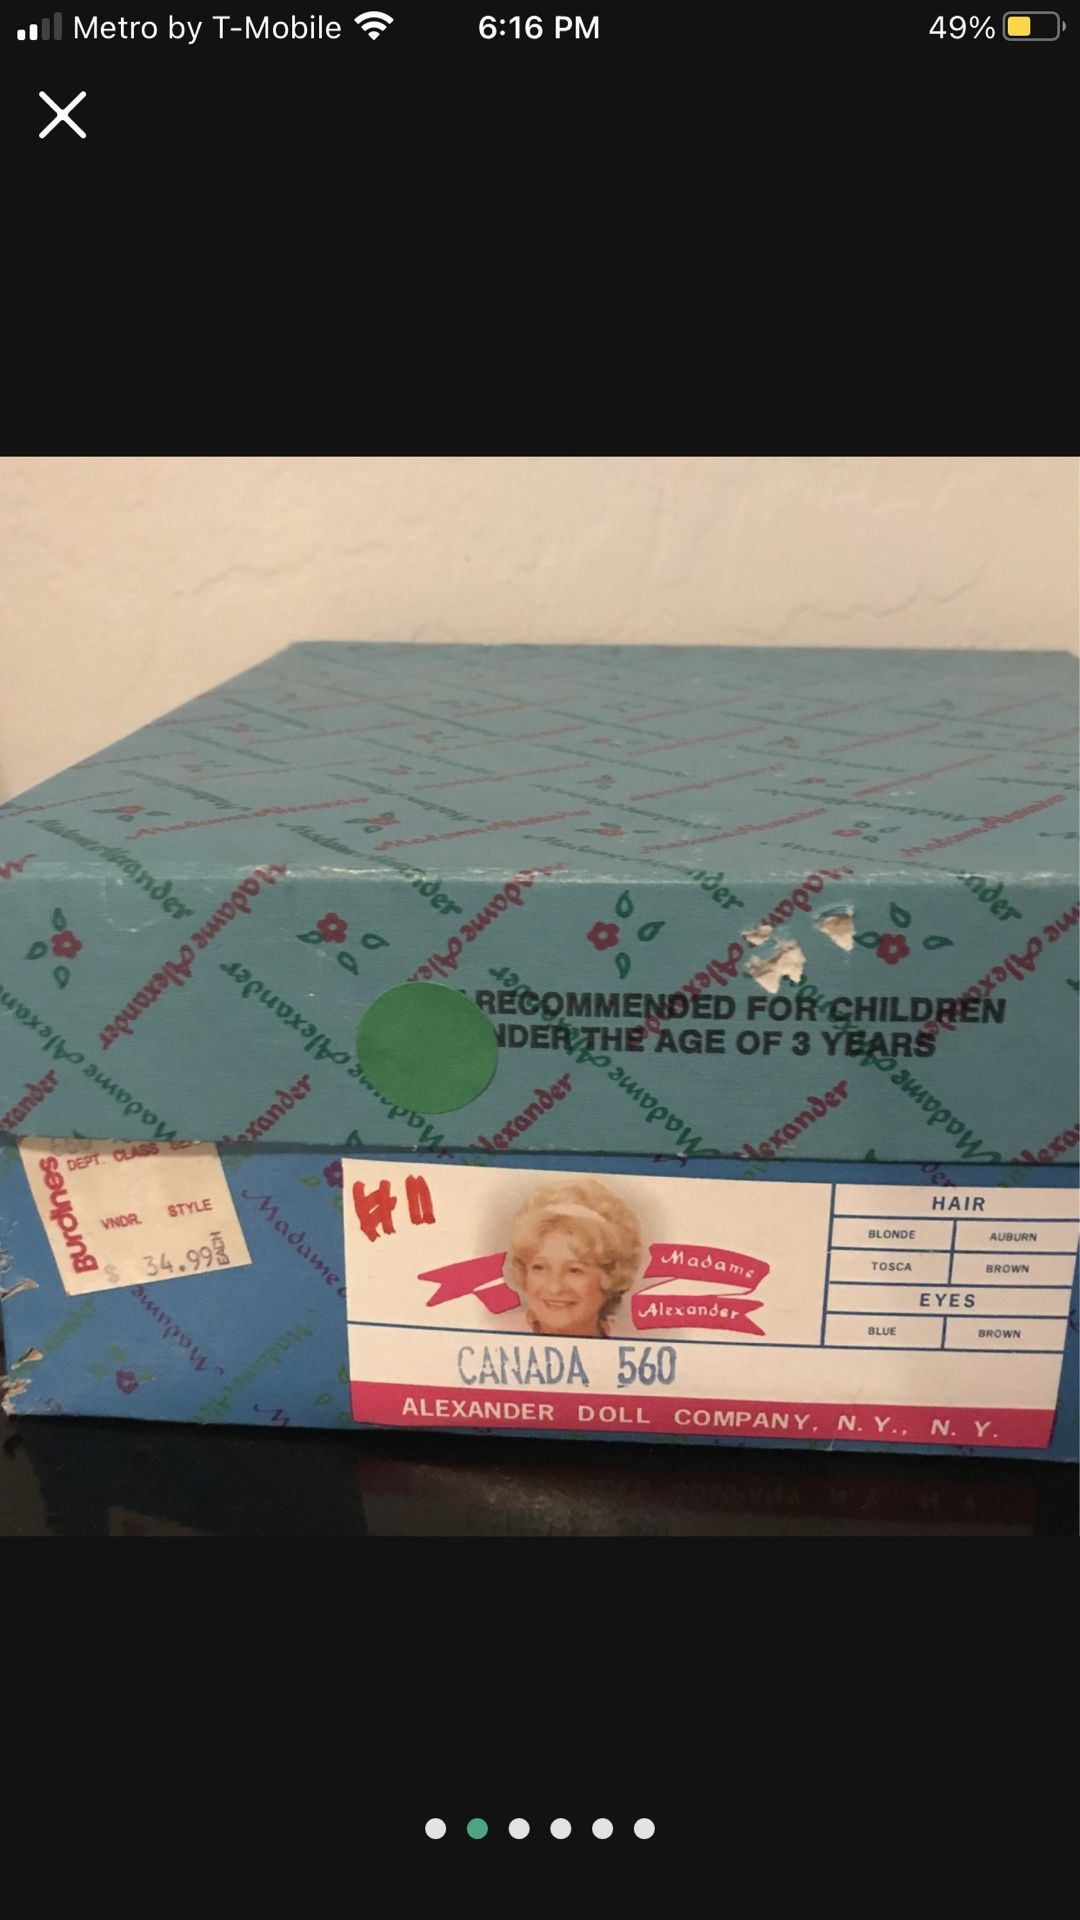 Metro by T-Mobile
6:16 PM
49%
Madame Alexander
RECOMMENDED FOR CHILDREN
NDER THE AGE OF 3 YEARS
Burdines
DEPT. CLASS
VNDR. STYLE
$ 34.99 EACH
#11
Madame
Alexander
HAIR
BLONDE AUBURN
TOSCA BROWN
EYES
BLUE BROWN
CANADA 560
ALEXANDER DOLL COMPANY, N. Y., N. Y.